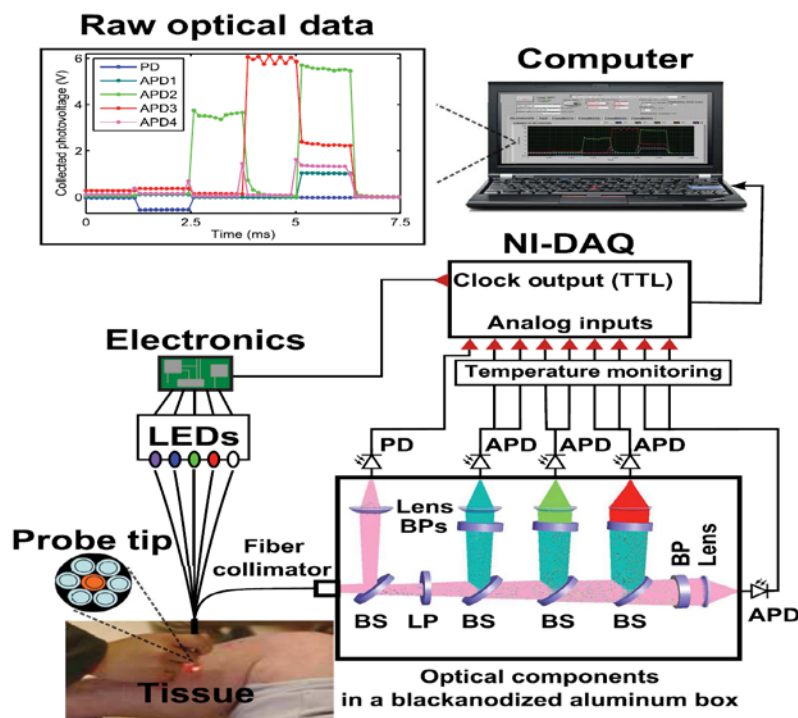 Raw optical data
Computer
Collected photovoltage (V)
6
4
2
0
PD
APD1
APD2
APD3
APD4
0
2.5
5
7.5
Time (ms)
NI-DAQ
Clock output (TTL)
Analog inputs
Temperature monitoring
Electronics
LEDs
PD
APD
APD
APD
Lens
BPs
BP
Lens
Probe tip
Fiber
collimator
BS
LP
BS
BS
BS
APD
Tissue
Optical components
in a blackanodized aluminum box